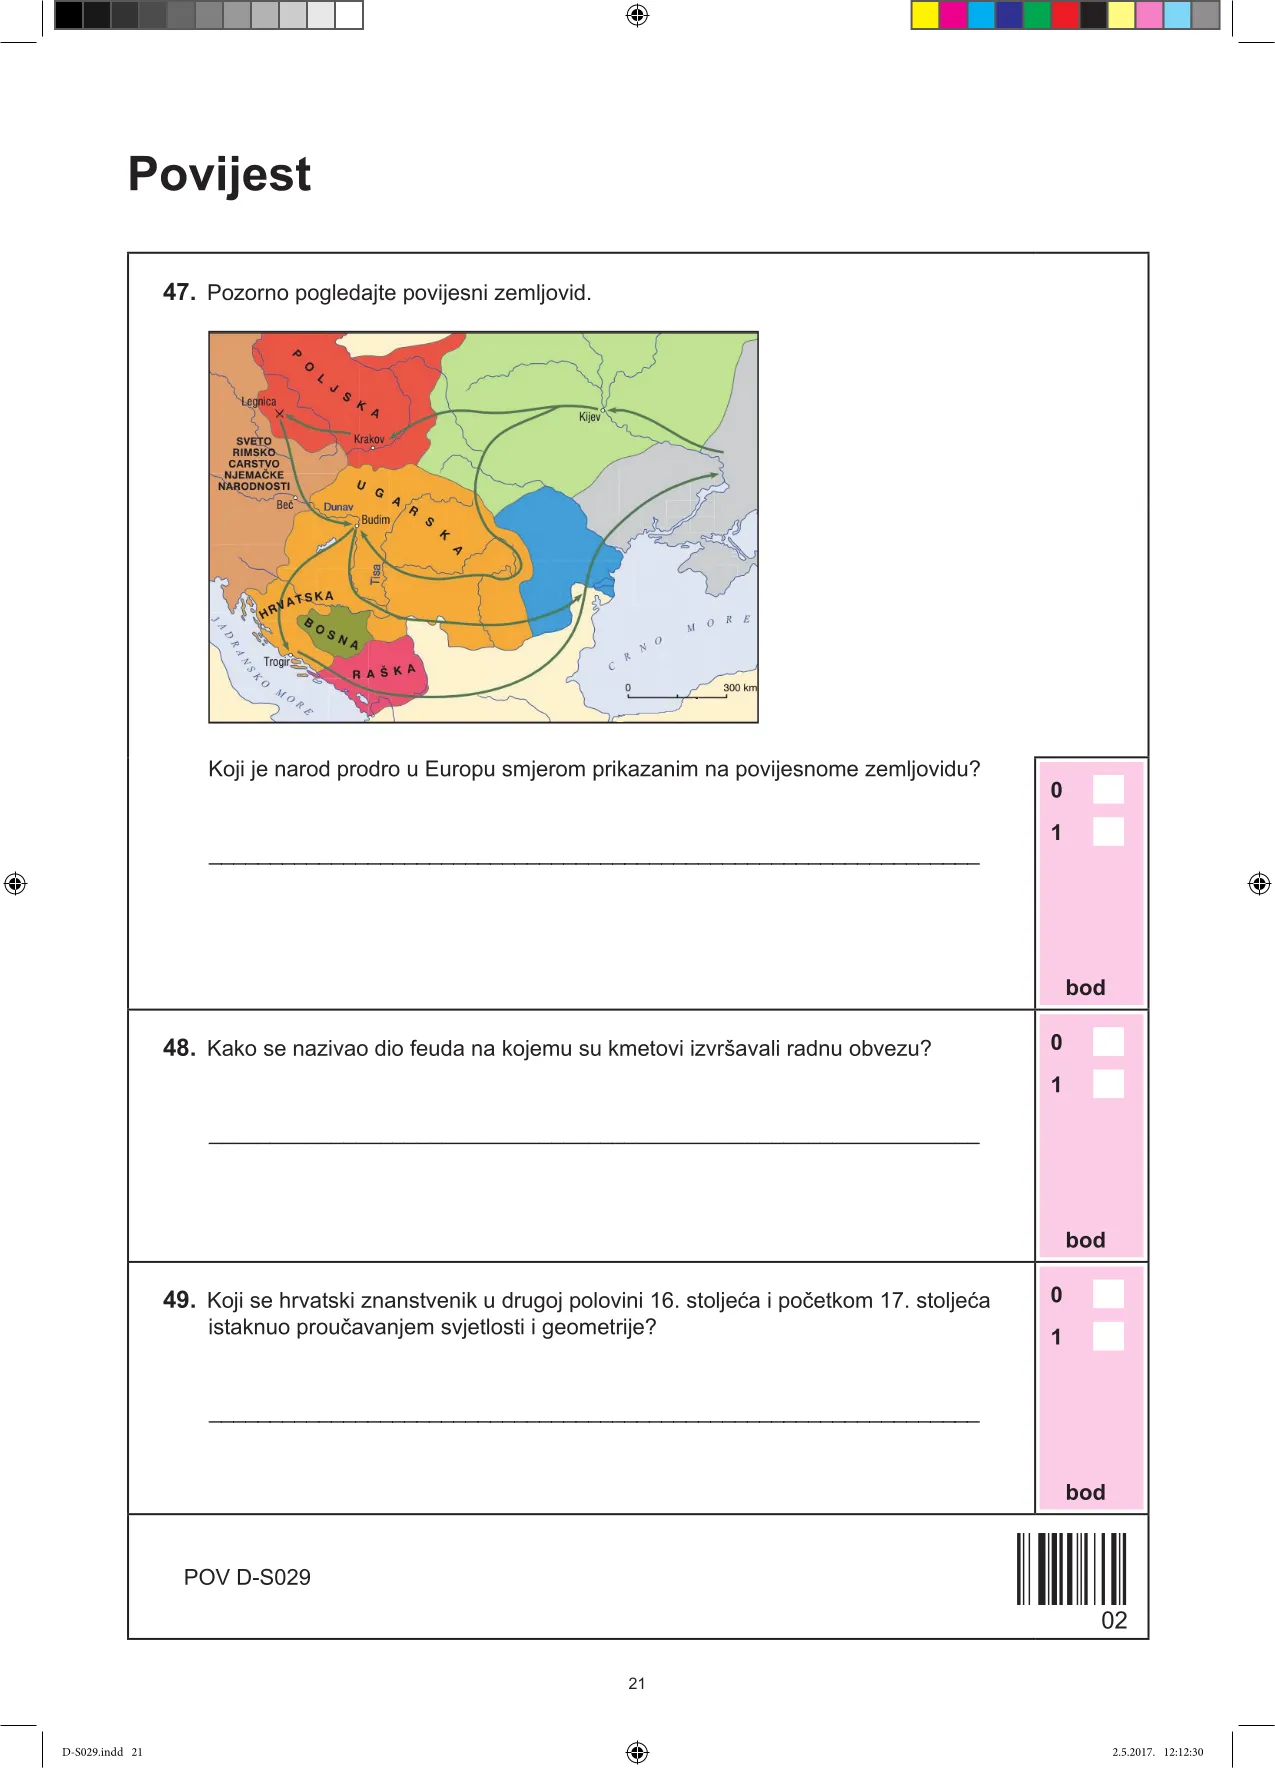 Povijest
47. Pozorno pogledajte povijesni zemljovid.
POLJSKA
Legnica
Krakov
Kijev
SVETO
RIMSKO
CARSTVO
NJEMAČKE
NARODNOSTI
UGARSKA
Beč
Dunav
Budim
Tisa
HRVATSKA
BOSNA
Trogir
RAŠKA
JADRANSKO MORE
CRNO MORE
0 300 km
Koji je narod prodro u Europu smjerom prikazanim na povijesnome zemljovidu?
0
1
bod
48. Kako se nazivao dio feuda na kojemu su kmetovi izvršavali radnu obvezu?
0
1
bod
49. Koji se hrvatski znanstvenik u drugoj polovini 16. stoljeća i početkom 17. stoljeća
istaknuo proučavanjem svjetlosti i geometrije?
0
1
bod
POV D-S029
02
21
D-S029.indd 21
2.5.2017. 12:12:30